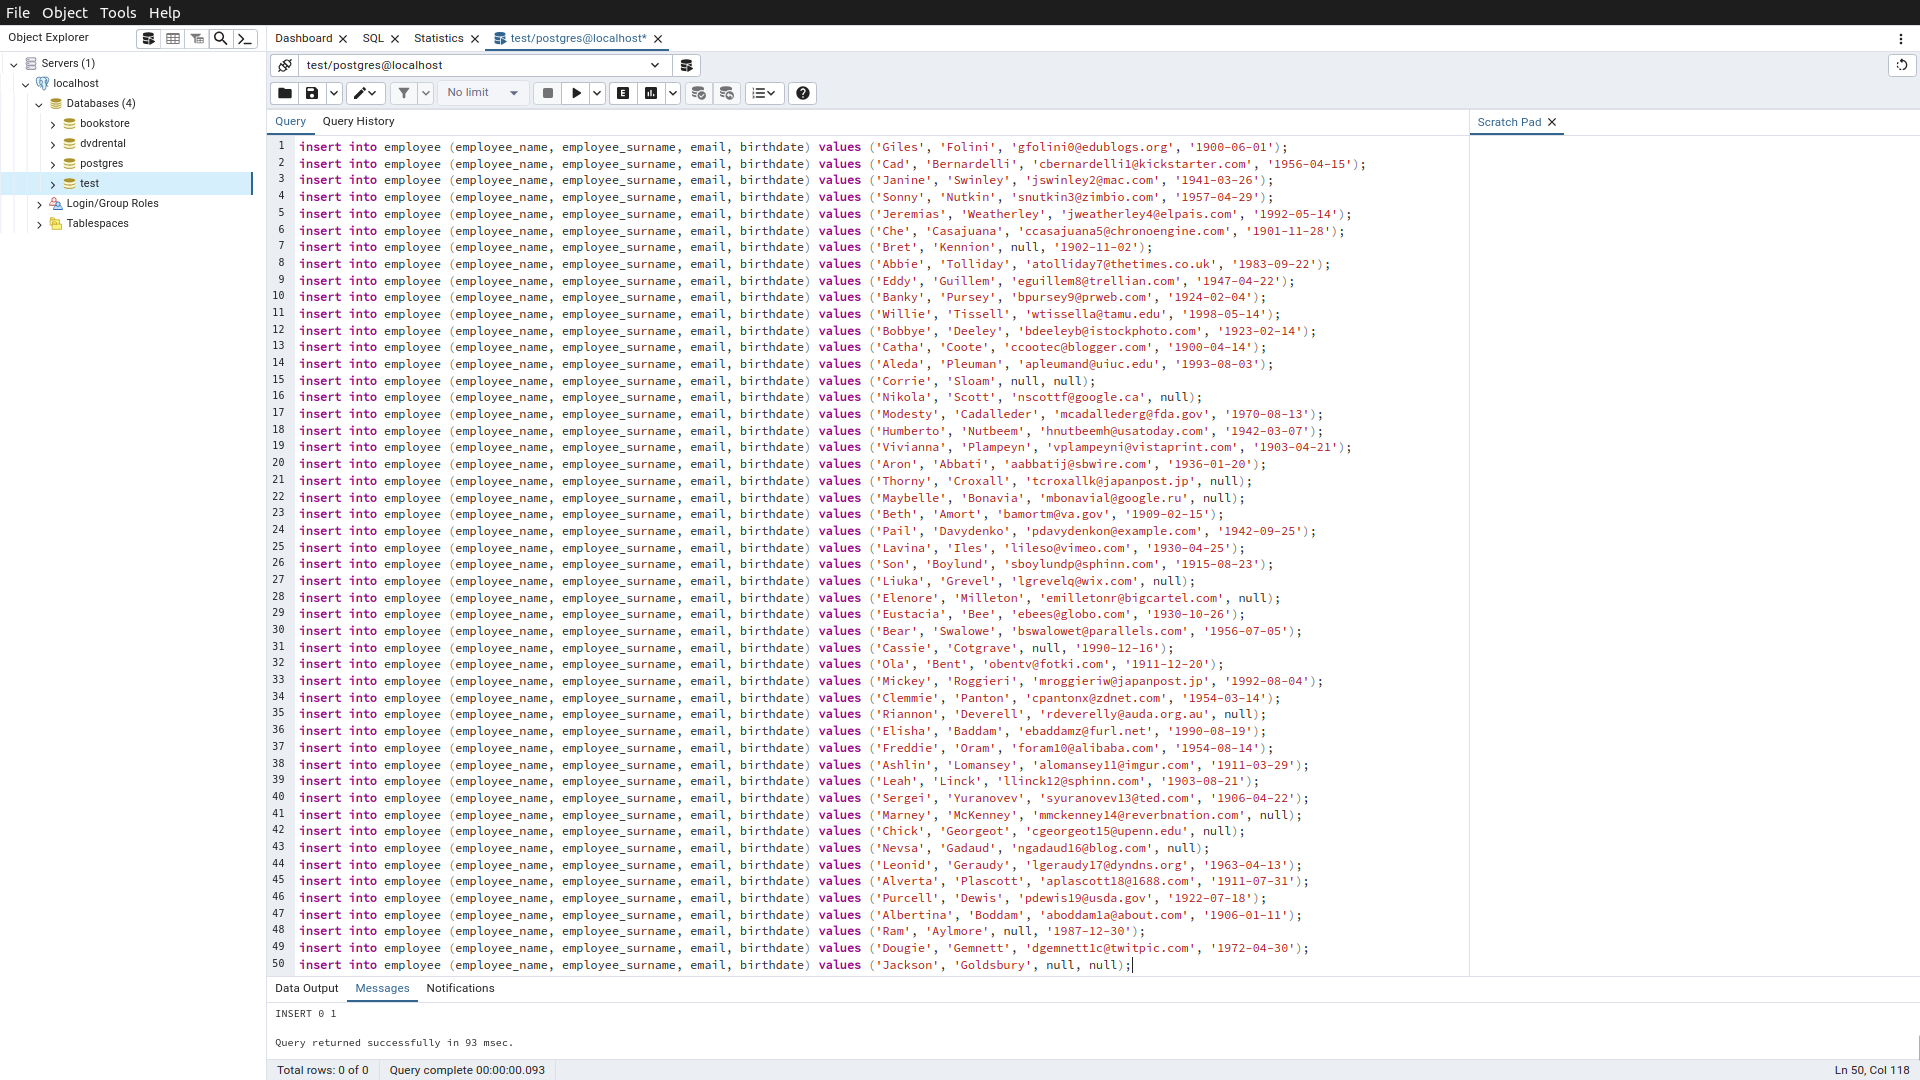 File Object Tools Help
Object Explorer
Dashboard SQL Statistics test/postgres@localhost*
Servers (1)
localhost
Databases (4)
bookstore
dvdrental
postgres
test
Login/Group Roles
Tablespaces
test/postgres@localhost
No limit
E
Query Query History
Scratch Pad
1 insert into employee (employee_name, employee_surname, email, birthdate) values ('Giles', 'Folini', 'gfolini0@edublogs.org', '1900-06-01');
2 insert into employee (employee_name, employee_surname, email, birthdate) values ('Cad', 'Bernardelli', 'cbernardelli1@kickstarter.com', '1956-04-15');
3 insert into employee (employee_name, employee_surname, email, birthdate) values ('Janine', 'Swinley', 'jswinley2@mac.com', '1941-03-26');
4 insert into employee (employee_name, employee_surname, email, birthdate) values ('Sonny', 'Nutkin', 'snutkin3@zimbio.com', '1957-04-29');
5 insert into employee (employee_name, employee_surname, email, birthdate) values ('Jeremias', 'Weatherley', 'jweatherley4@elpais.com', '1992-05-14');
6 insert into employee (employee_name, employee_surname, email, birthdate) values ('Che', 'Casajuana', 'ccasajuana5@chronoengine.com', '1901-11-28');
7 insert into employee (employee_name, employee_surname, email, birthdate) values ('Bret', 'Kennion', null, '1902-11-02');
8 insert into employee (employee_name, employee_surname, email, birthdate) values ('Abbie', 'Tolliday', 'atolliday7@thetimes.co.uk', '1983-09-22');
9 insert into employee (employee_name, employee_surname, email, birthdate) values ('Eddy', 'Guillem', 'eguillem8@trellian.com', '1947-04-22');
10 insert into employee (employee_name, employee_surname, email, birthdate) values ('Banky', 'Pursey', 'bpursey9@prweb.com', '1924-02-04');
11 insert into employee (employee_name, employee_surname, email, birthdate) values ('Willie', 'Tissell', 'wtissella@tamu.edu', '1998-05-14');
12 insert into employee (employee_name, employee_surname, email, birthdate) values ('Bobbye', 'Deeley', 'bdeeleyb@istockphoto.com', '1923-02-14');
13 insert into employee (employee_name, employee_surname, email, birthdate) values ('Catha', 'Coote', 'ccootec@blogger.com', '1900-04-14');
14 insert into employee (employee_name, employee_surname, email, birthdate) values ('Aleda', 'Pleuman', 'apleumand@uiuc.edu', '1993-08-03');
15 insert into employee (employee_name, employee_surname, email, birthdate) values ('Corrie', 'Sloam', null, null);
16 insert into employee (employee_name, employee_surname, email, birthdate) values ('Nikola', 'Scott', 'nscottf@google.ca', null);
17 insert into employee (employee_name, employee_surname, email, birthdate) values ('Modesty', 'Cadalleder', 'mcadallederg@fda.gov', '1970-08-13');
18 insert into employee (employee_name, employee_surname, email, birthdate) values ('Humberto', 'Nutbeem', 'hnutbeemh@usatoday.com', '1942-03-07');
19 insert into employee (employee_name, employee_surname, email, birthdate) values ('Vivianna', 'Plampeyn', 'vplampeyni@vistaprint.com', '1903-04-21');
20 insert into employee (employee_name, employee_surname, email, birthdate) values ('Aron', 'Abbati', 'aabbatij@sbwire.com', '1936-01-20');
21 insert into employee (employee_name, employee_surname, email, birthdate) values ('Thorny', 'Croxall', 'tcroxallk@japanpost.jp', null);
22 insert into employee (employee_name, employee_surname, email, birthdate) values ('Maybelle', 'Bonavia', 'mbonavial@google.ru', null);
23 insert into employee (employee_name, employee_surname, email, birthdate) values ('Beth', 'Amort', 'bamortm@va.gov', '1909-02-15');
24 insert into employee (employee_name, employee_surname, email, birthdate) values ('Pail', 'Davydenko', 'pdavydenkon@example.com', '1942-09-25');
25 insert into employee (employee_name, employee_surname, email, birthdate) values ('Lavina', 'Iles', 'lileso@vimeo.com', '1930-04-25');
26 insert into employee (employee_name, employee_surname, email, birthdate) values ('Son', 'Boylund', 'sboylundp@sphinn.com', '1915-08-23');
27 insert into employee (employee_name, employee_surname, email, birthdate) values ('Liuka', 'Grevel', 'lgrevelq@wix.com', null);
28 insert into employee (employee_name, employee_surname, email, birthdate) values ('Elenore', 'Milleton', 'emilletonr@bigcartel.com', null);
29 insert into employee (employee_name, employee_surname, email, birthdate) values ('Eustacia', 'Bee', 'ebees@globo.com', '1930-10-26');
30 insert into employee (employee_name, employee_surname, email, birthdate) values ('Bear', 'Swalowe', 'bswalowet@parallels.com', '1956-07-05');
31 insert into employee (employee_name, employee_surname, email, birthdate) values ('Cassie', 'Cotgrave', null, '1990-12-16');
32 insert into employee (employee_name, employee_surname, email, birthdate) values ('Ola', 'Bent', 'obentv@fotki.com', '1911-12-20');
33 insert into employee (employee_name, employee_surname, email, birthdate) values ('Mickey', 'Roggieri', 'mroggieriw@japanpost.jp', '1992-08-04');
34 insert into employee (employee_name, employee_surname, email, birthdate) values ('Clemmie', 'Panton', 'cpantonx@zdnet.com', '1954-03-14');
35 insert into employee (employee_name, employee_surname, email, birthdate) values ('Riannon', 'Deverell', 'rdeverelly@auda.org.au', null);
36 insert into employee (employee_name, employee_surname, email, birthdate) values ('Elisha', 'Baddam', 'ebaddamz@furl.net', '1990-08-19');
37 insert into employee (employee_name, employee_surname, email, birthdate) values ('Freddie', 'Oram', 'foram10@alibaba.com', '1954-08-14');
38 insert into employee (employee_name, employee_surname, email, birthdate) values ('Ashlin', 'Lomansey', 'alomansey11@imgur.com', '1911-03-29');
39 insert into employee (employee_name, employee_surname, email, birthdate) values ('Leah', 'Linck', 'llinck12@sphinn.com', '1903-08-21');
40 insert into employee (employee_name, employee_surname, email, birthdate) values ('Sergei', 'Yuranovev', 'syuranovev13@ted.com', '1906-04-22');
41 insert into employee (employee_name, employee_surname, email, birthdate) values ('Marney', 'McKenney', 'mmckenney14@reverbnation.com', null);
42 insert into employee (employee_name, employee_surname, email, birthdate) values ('Chick', 'Georgeot', 'cgeorgeot15@upenn.edu', null);
43 insert into employee (employee_name, employee_surname, email, birthdate) values ('Nevsa', 'Gadaud', 'ngadaud16@blog.com', null);
44 insert into employee (employee_name, employee_surname, email, birthdate) values ('Leonid', 'Geraudy', 'lgeraudy17@dyndns.org', '1963-04-13');
45 insert into employee (employee_name, employee_surname, email, birthdate) values ('Alverta', 'Plascott', 'aplascott18@1688.com', '1911-07-31');
46 insert into employee (employee_name, employee_surname, email, birthdate) values ('Purcell', 'Dewis', 'pdewis19@usda.gov', '1922-07-18');
47 insert into employee (employee_name, employee_surname, email, birthdate) values ('Albertina', 'Boddam', 'aboddam1a@about.com', '1906-01-11');
48 insert into employee (employee_name, employee_surname, email, birthdate) values ('Ram', 'Aylmore', null, '1987-12-30');
49 insert into employee (employee_name, employee_surname, email, birthdate) values ('Dougie', 'Gemnett', 'dgemnett1c@twitpic.com', '1972-04-30');
50 insert into employee (employee_name, employee_surname, email, birthdate) values ('Jackson', 'Goldsbury', null, null);
Data Output Messages Notifications
INSERT 0 1
Query returned successfully in 93 msec.
Total rows: 0 of 0 Query complete 00:00:00.093 Ln 50, Col 118